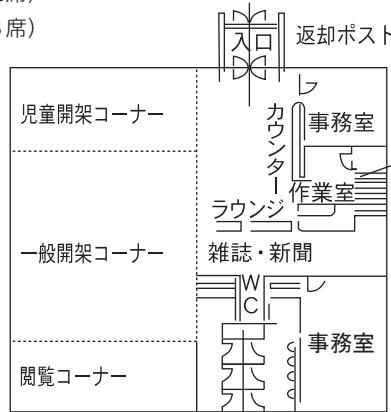 席)
入口
返却ポスト
児童開架コーナー
カウンター
事務室
作業室
ラウンジ
一般開架コーナー
雑誌・新聞
WC
事務室
閲覧コーナー